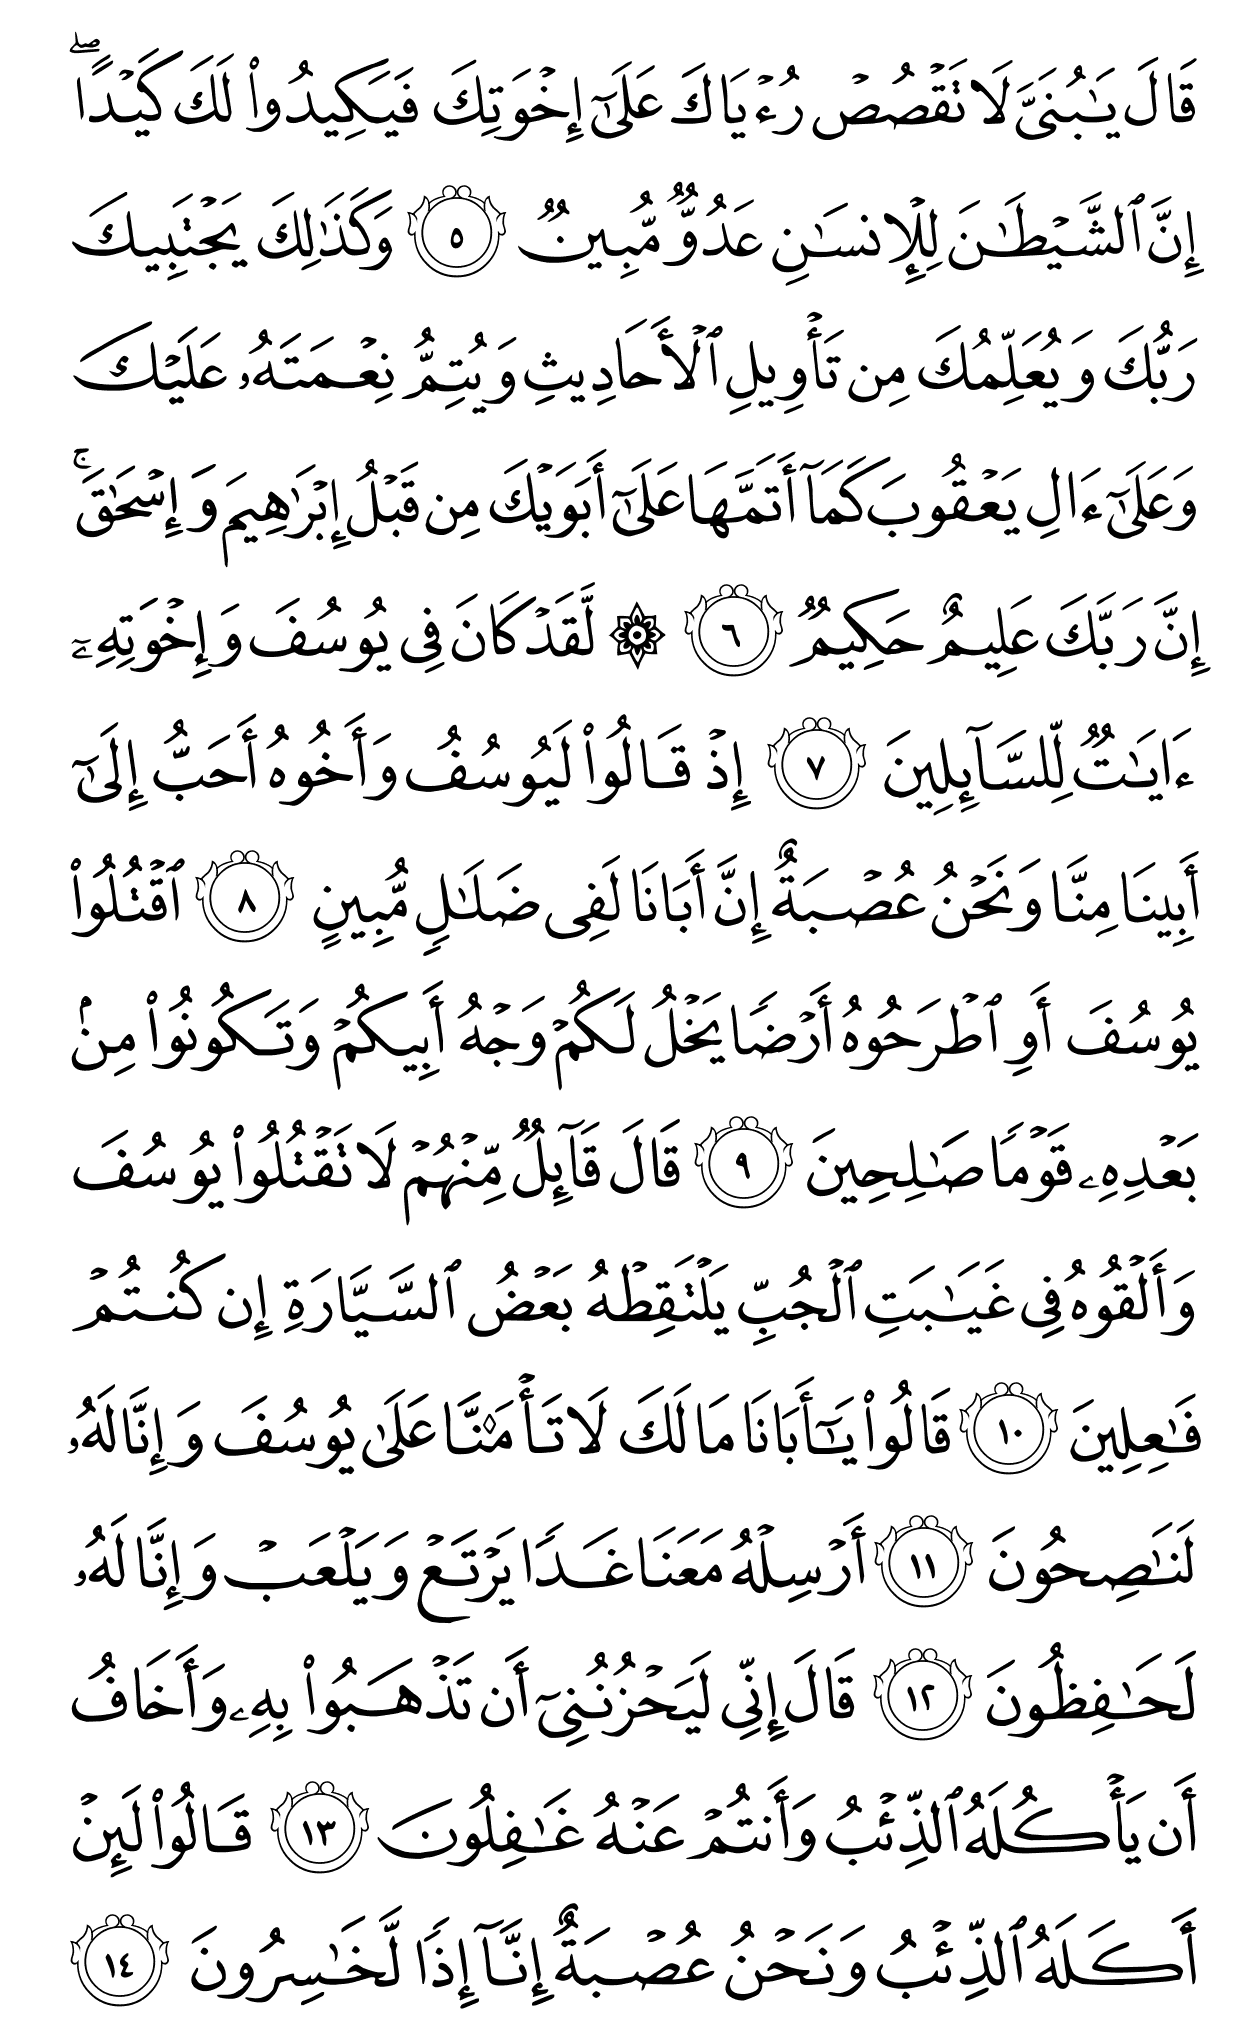 قَالَ يَـٰبُنَىَّ لَا تَقۡصُصۡ رُءۡيَاكَ عَلَىٰٓ إِخۡوَتِكَ فَيَكِيدُواْ لَكَ كَيۡدًاۖ
إِنَّ ٱلشَّيۡطَـٰنَ لِلۡإِنسَـٰنِ عَدُوٌّ مُّبِينٌ ٥ وَكَذَٰلِكَ يَجۡتَبِيكَ
رَبُّكَ وَيُعَلِّمُكَ مِن تَأۡوِيلِ ٱلۡأَحَادِيثِ وَيُتِمُّ نِعۡمَتَهُۥ عَلَيۡكَ
وَعَلَىٰٓ ءَالِ يَعۡقُوبَ كَمَآ أَتَمَّهَا عَلَىٰٓ أَبَوَيۡكَ مِن قَبۡلُ إِبۡرَٰهِيمَ وَإِسۡحَٰقَۚ
إِنَّ رَبَّكَ عَلِيمٌ حَكِيمٌ ٦ ۞ لَّقَدۡ كَانَ فِى يُوسُفَ وَإِخۡوَتِهِۦٓ
ءَايَـٰتٌ لِّلسَّآئِلِينَ ٧ إِذۡ قَالُواْ لَيُوسُفُ وَأَخُوهُ أَحَبُّ إِلَىٰٓ
أَبِينَا مِنَّا وَنَحۡنُ عُصۡبَةٌ إِنَّ أَبَانَا لَفِى ضَلَـٰلٍ مُّبِينٍ ٨ ٱقۡتُلُواْ
يُوسُفَ أَوِ ٱطۡرَحُوهُ أَرۡضًا يَخۡلُ لَكُمۡ وَجۡهُ أَبِيكُمۡ وَتَكُونُواْ مِنۢ
بَعۡدِهِۦ قَوۡمًا صَـٰلِحِينَ ٩ قَالَ قَآئِلٌ مِّنۡهُمۡ لَا تَقۡتُلُواْ يُوسُفَ
وَأَلۡقُوهُ فِى غَيَـٰبَتِ ٱلۡجُبِّ يَلۡتَقِطۡهُ بَعۡضُ ٱلسَّيَّارَةِ إِن كُنتُمۡ
فَـٰعِلِينَ ١٠ قَالُواْ يَـٰٓأَبَانَا مَا لَكَ لَا تَأۡمَ۬نَّا عَلَىٰ يُوسُفَ وَإِنَّا لَهُۥ
لَنَـٰصِحُونَ ١١ أَرۡسِلۡهُ مَعَنَا غَدًا يَرۡتَعۡ وَيَلۡعَبۡ وَإِنَّا لَهُۥ
لَحَـٰفِظُونَ ١٢ قَالَ إِنِّى لَيَحۡزُنُنِىٓ أَن تَذۡهَبُواْ بِهِۦ وَأَخَافُ
أَن يَأۡكُلَهُ ٱلذِّئۡبُ وَأَنتُمۡ عَنۡهُ غَـٰفِلُونَ ١٣ قَالُواْ لَئِنۡ
أَكَلَهُ ٱلذِّئۡبُ وَنَحۡنُ عُصۡبَةٌ إِنَّآ إِذًا لَّخَـٰسِرُونَ ١٤